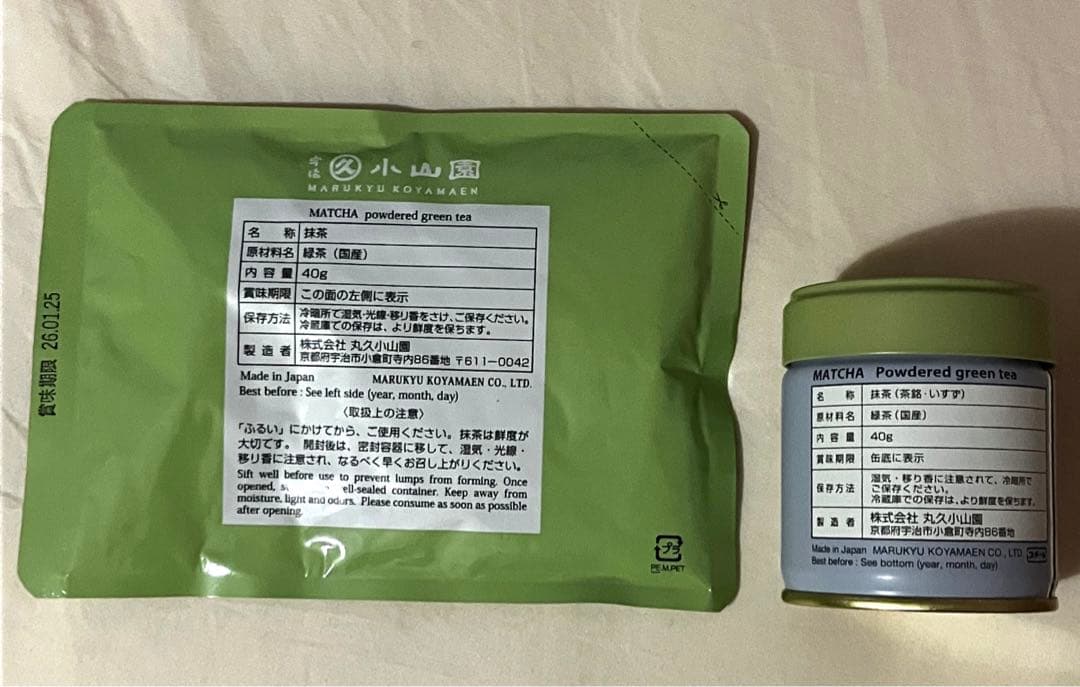 宇治 久 小山園
MARUKYU KOYAMAEN
MATCHA powdered green tea
名 称 抹茶
原材料名 緑茶（国産）
内容量 40g
賞味期限 この面の左側に表示
保存方法 冷暗所で湿気・光線・移り香をさけ、ご保存ください。
冷蔵庫での保存は、より鮮度を保ちます。
製造者 株式会社 丸久小山園
京都府宇治市小倉町寺内86番地 〒611-0042
Made in Japan MARUKYU KOYAMAEN CO., LTD.
Best before : See left side (year, month, day)
〈取扱上の注意〉
「ふるい」にかけてから、ご使用ください。抹茶は鮮度が
大切です。開封後は、密封容器に移して、湿気・光線・
移り香に注意され、なるべく早くお召し上がりください。
Sift well before use to prevent lumps from forming. Once
opened, ell-sealed container. Keep away from
moisture, light and odors. Please consume as soon as possible
after opening.
賞味期限 26.01.25
プラ
PE.M.PET
MATCHA Powdered green tea
名 称 抹茶（茶銘・いすず）
原材料名 緑茶（国産）
内容量 40g
賞味期限 缶底に表示
保存方法 湿気・移り香に注意されて、冷暗所で
ご保存ください。
冷蔵庫での保存は、より鮮度を保ちます。
製造者 株式会社 丸久小山園
京都府宇治市小倉町寺内86番地
Made in Japan MARUKYU KOYAMAEN CO., LTD.
スチール
Best before : See bottom (year, month, day)